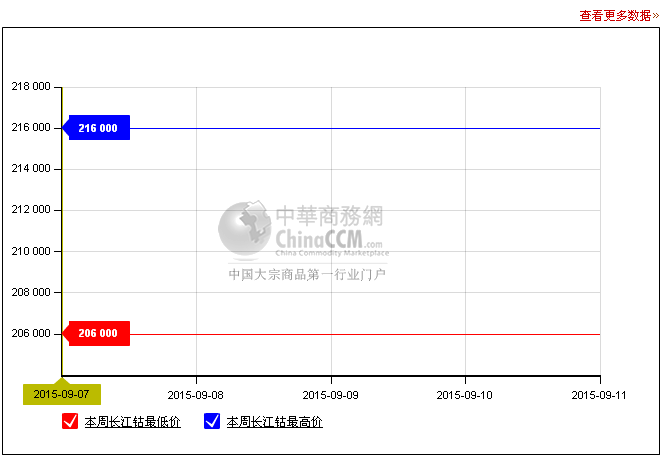 查看更多数据»
218 000
216 000
216 000
214 000
212 000
210 000
208 000
206 000
206 000
中華商務網
ChinaCCM.com
China Commodity Marketplace
中国大宗商品第一行业门户
2015-09-07
2015-09-08
2015-09-09
2015-09-10
2015-09-11
本周长江钴最低价
本周长江钴最高价